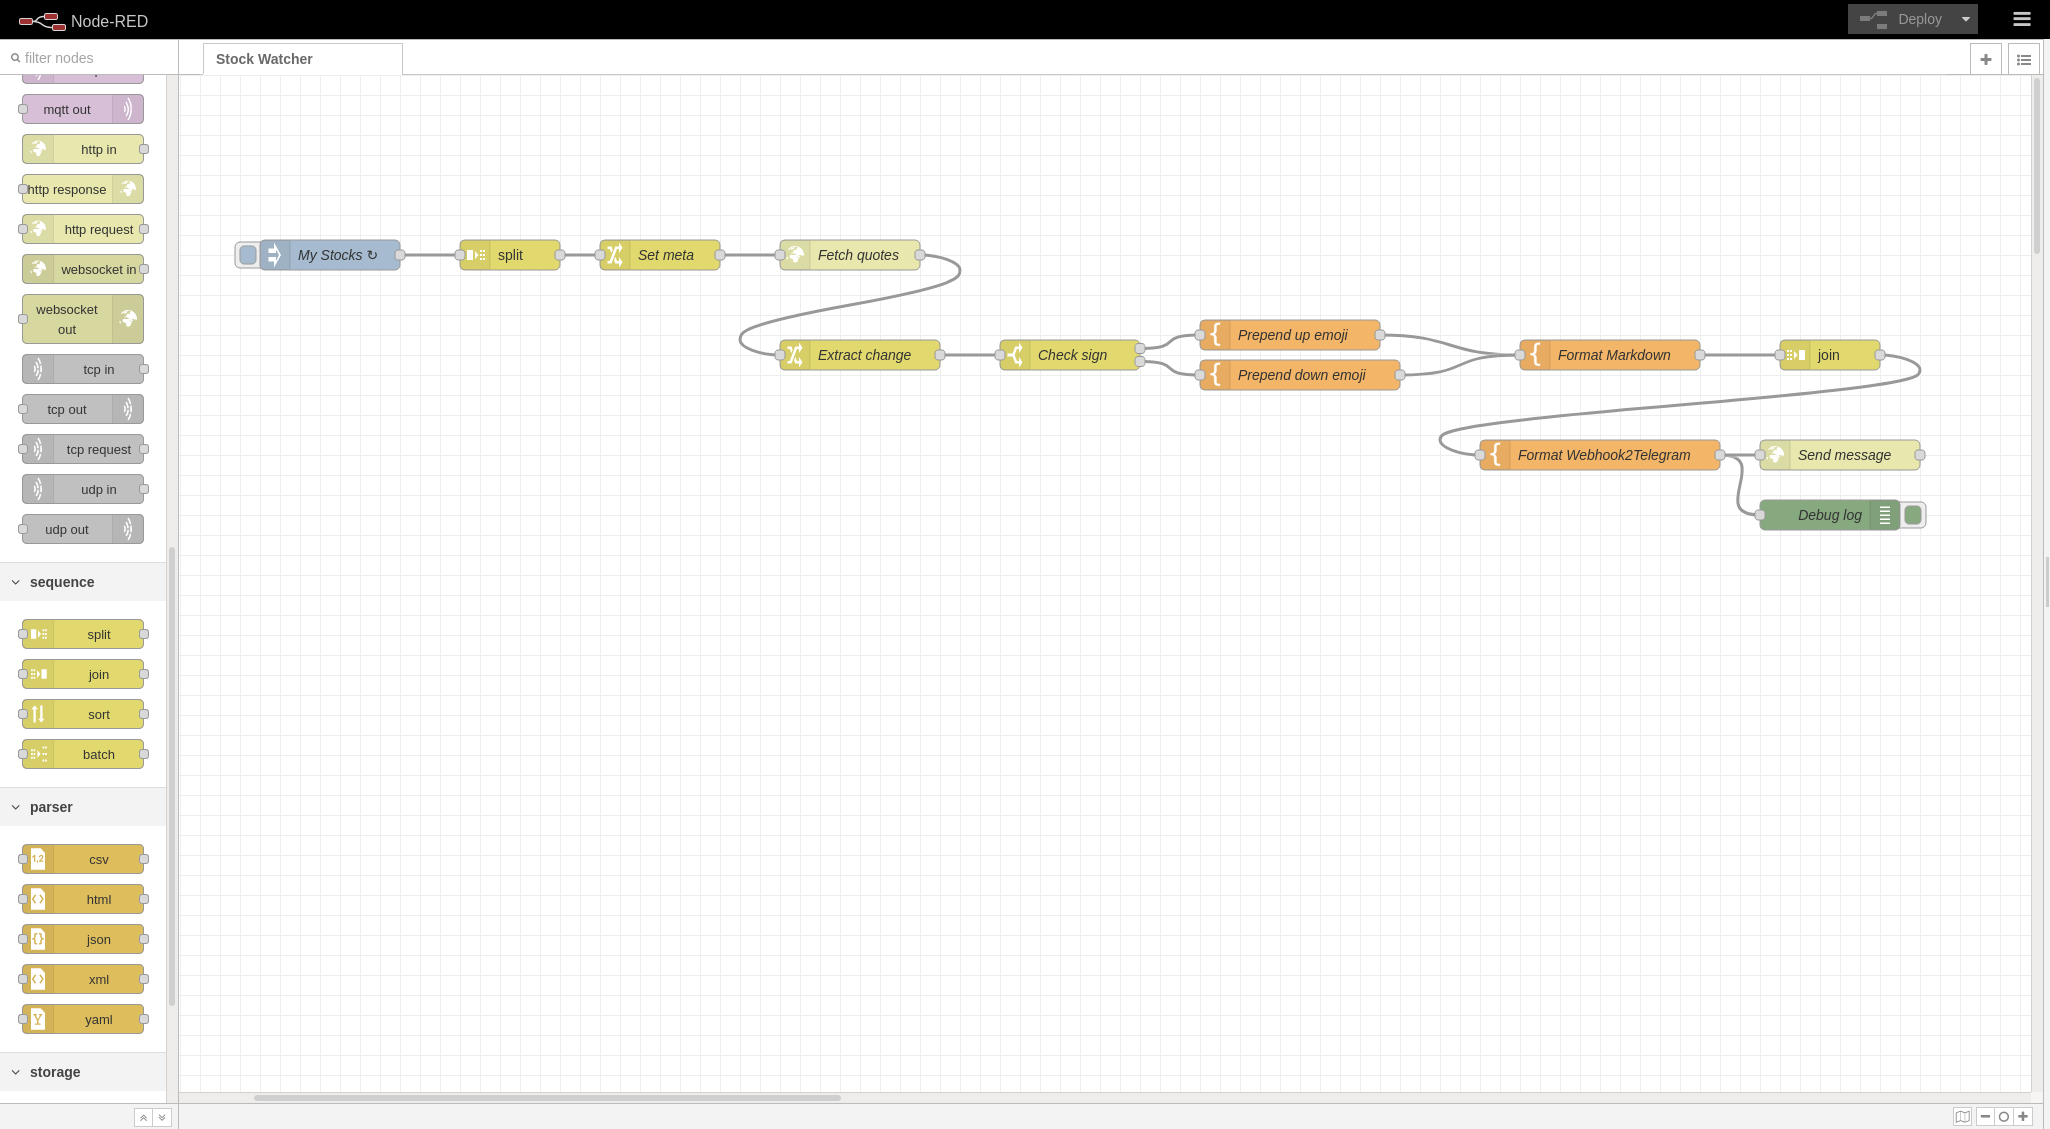 Node-RED
Deploy
filter nodes
Stock Watcher
mqtt out
http in
http response
http request
websocket in
websocket
out
tcp in
tcp out
tcp request
udp in
udp out
sequence
split
join
sort
batch
parser
csv
html
json
xml
yaml
storage
My Stocks ↻
split
Set meta
Fetch quotes
Extract change
Check sign
Prepend up emoji
Prepend down emoji
Format Markdown
join
Format Webhook2Telegram
Send message
Debug log